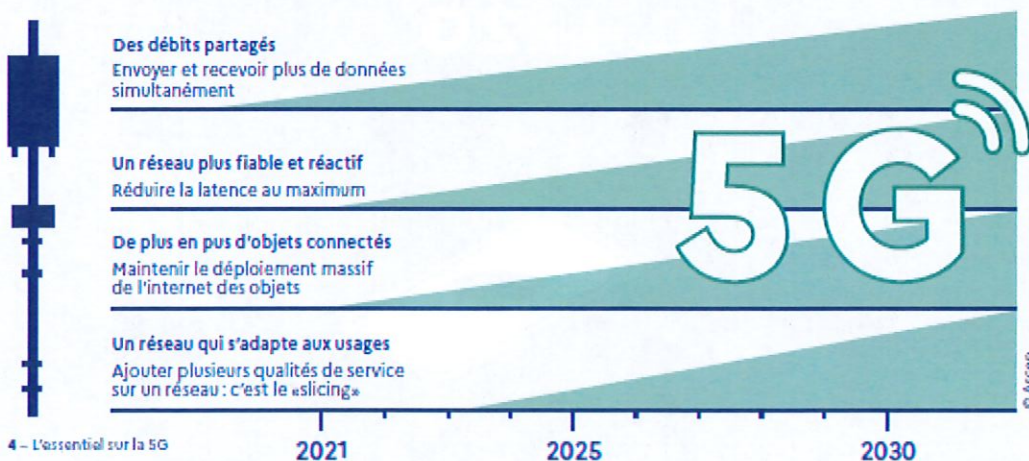 Des débits partagés
Envoyer et recevoir plus de données
simultanément
Un réseau plus fiable et réactif
Réduire la latence au maximum
De plus en pus d'objets connectés
Maintenir le déploiement massif
de l'internet des objets
Un réseau qui s'adapte aux usages
Ajouter plusieurs qualités de service
sur un réseau : c'est le «slicing»
5G
© Arcep
4 – L'essentiel sur la 5G
2021 2025 2030